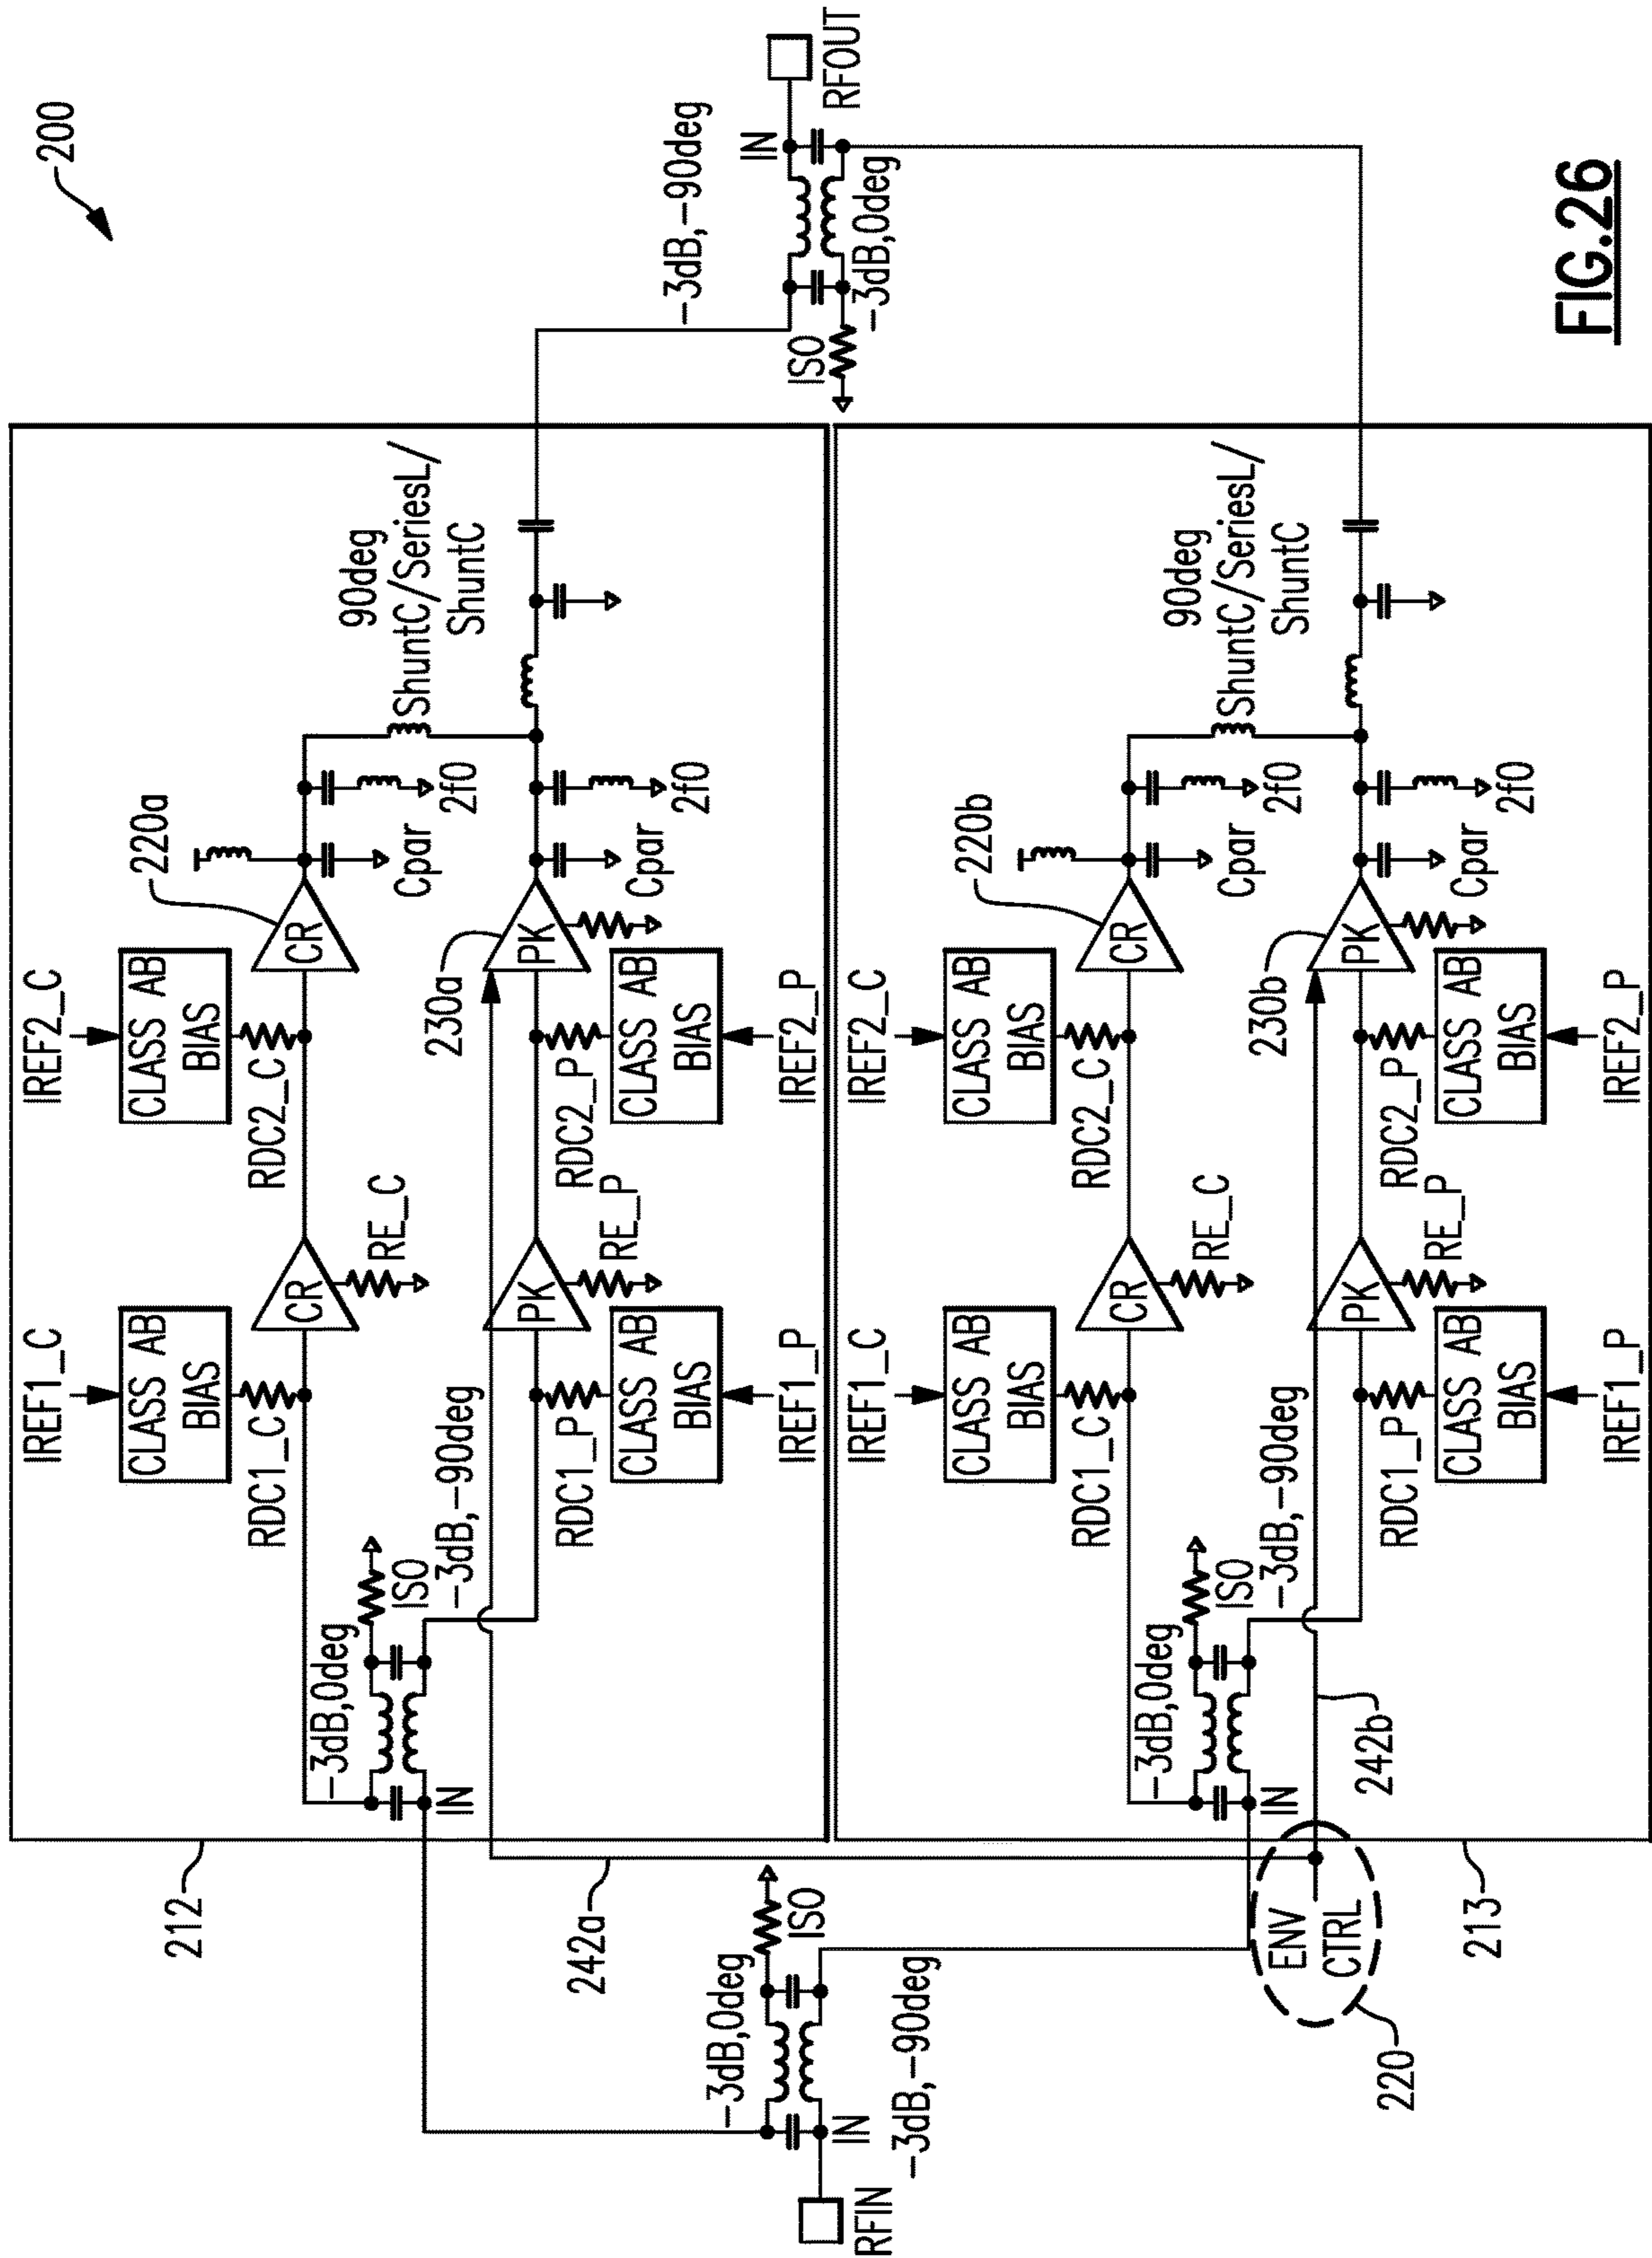 200
212
IREF1_C
CLASS AB
BIAS
RDC1_C
CR
RE_C
IREF2_C
CLASS AB
BIAS
RDC2_C
CR
220a
Cpar
2f0
90deg
ShuntC/SeriesL/
ShuntC
-3dB,0deg
ISO
IN
-3dB,-90deg
RDC1_P
CLASS AB
BIAS
IREF1_P
PK
RE_P
RDC2_P
CLASS AB
BIAS
IREF2_P
230a
PK
Cpar
2f0
242a
RFIN
IN
-3dB,0deg
ISO
-3dB,-90deg
-3dB,-90deg
IN
RFOUT
ISO
-3dB,0deg
IREF1_C
CLASS AB
BIAS
RDC1_C
CR
RE_C
IREF2_C
CLASS AB
BIAS
RDC2_C
CR
220b
Cpar
2f0
90deg
ShuntC/SeriesL/
ShuntC
-3dB,0deg
ISO
IN
-3dB,-90deg
RDC1_P
CLASS AB
BIAS
IREF1_P
PK
RE_P
RDC2_P
CLASS AB
BIAS
IREF2_P
230b
PK
Cpar
2f0
242b
ENV
CTRL
220
213
FIG.26